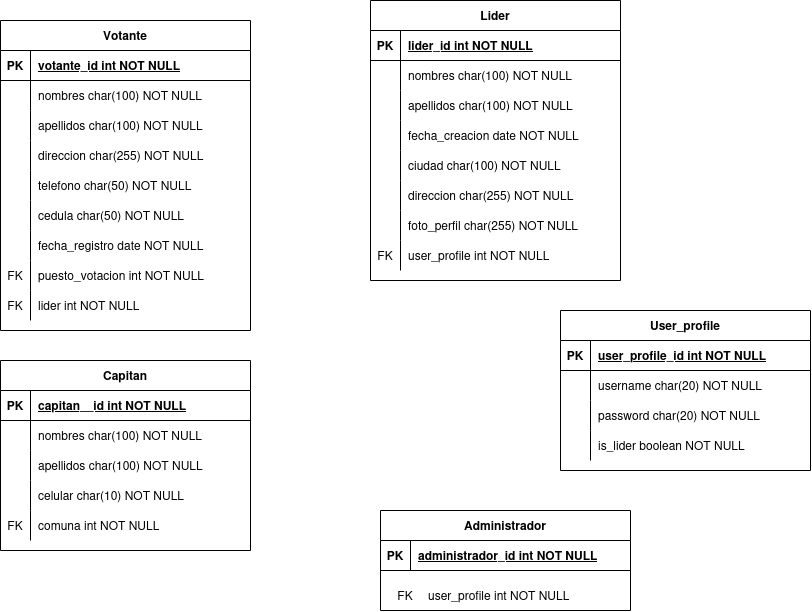 Votante
PK votante_id int NOT NULL
nombres char(100) NOT NULL
apellidos char(100) NOT NULL
direccion char(255) NOT NULL
telefono char(50) NOT NULL
cedula char(50) NOT NULL
fecha_registro date NOT NULL
FK puesto_votacion int NOT NULL
FK lider int NOT NULL
Lider
PK lider_id int NOT NULL
nombres char(100) NOT NULL
apellidos char(100) NOT NULL
fecha_creacion date NOT NULL
ciudad char(100) NOT NULL
direccion char(255) NOT NULL
foto_perfil char(255) NOT NULL
FK user_profile int NOT NULL
User_profile
PK user_profile_id int NOT NULL
username char(20) NOT NULL
password char(20) NOT NULL
is_lider boolean NOT NULL
Capitan
PK capitan__id int NOT NULL
nombres char(100) NOT NULL
apellidos char(100) NOT NULL
celular char(10) NOT NULL
FK comuna int NOT NULL
Administrador
PK administrador_id int NOT NULL
FK user_profile int NOT NULL